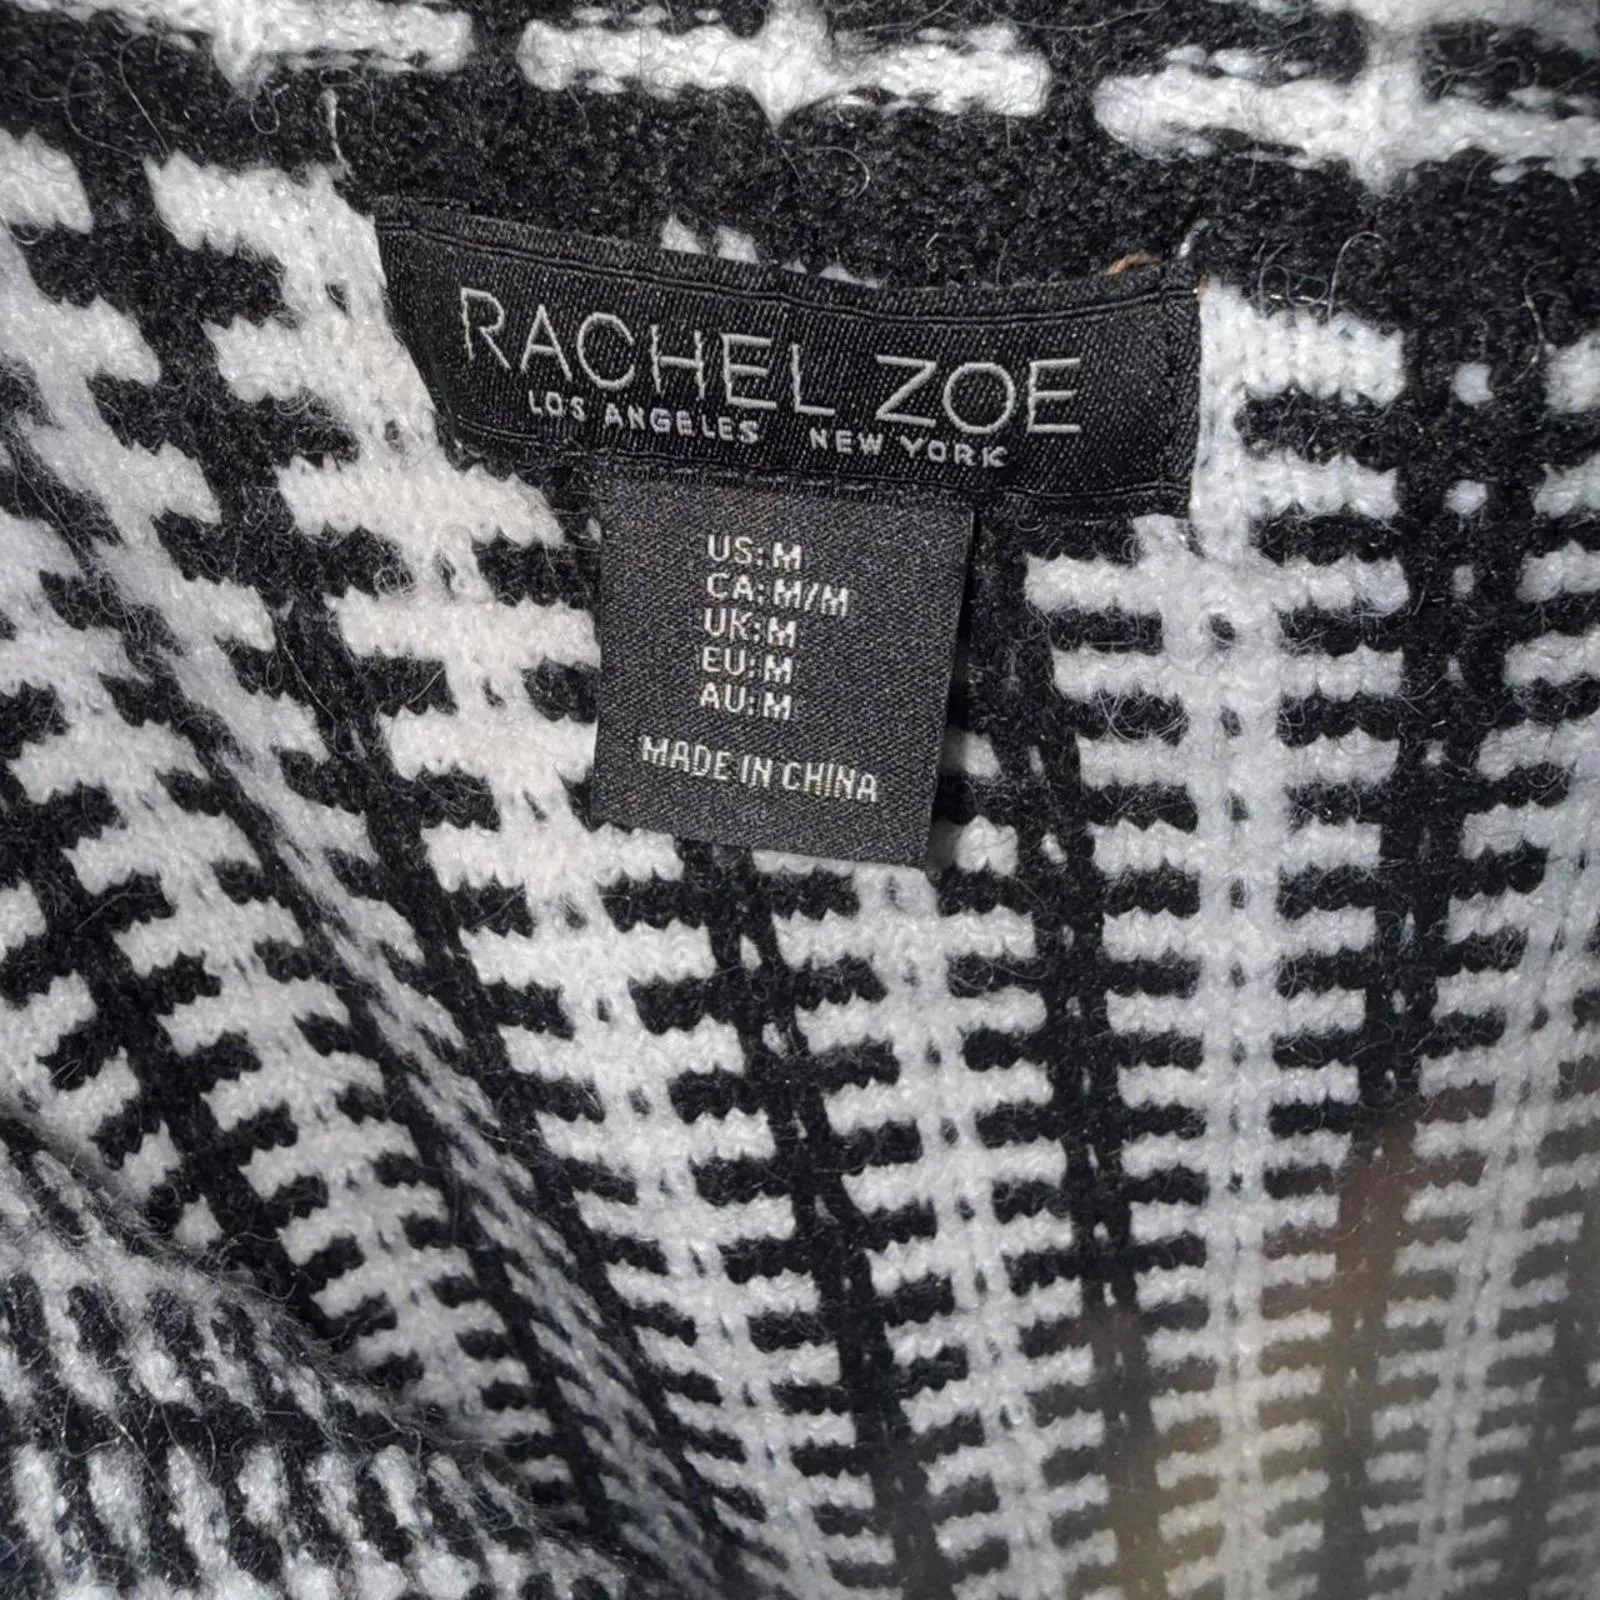 RACHEL ZOE
LOS ANGELES NEW YORK
US: M
CA: M/M
UK: M
EU: M
AU: M
MADE IN CHINA